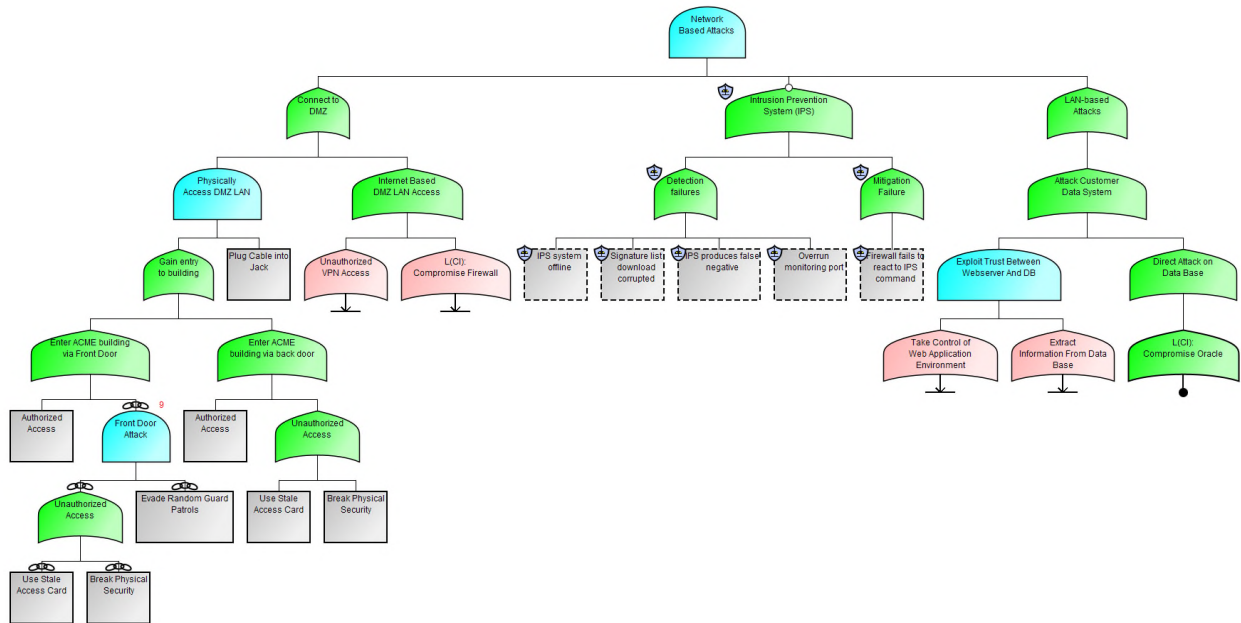 Network
Based Attacks
Connect to
DMZ
Intrusion Prevention
System (IPS)
LAN-based
Attacks
Physically
Access DMZ LAN
Internet Based
DMZ LAN Access
Detection
failures
Mitigation
Failure
Attack Customer
Data System
Gain entry
to building
Plug Cable into
Jack
Unauthorized
VPN Access
L(CI):
Compromise Firewall
IPS system
offline
Signature list
download
corrupted
IPS produces false
negative
Overrun
monitoring port
Firewall fails to
react to IPS
command
Exploit Trust Between
Webserver And DB
Direct Attack on
Data Base
Enter ACME building
via Front Door
Enter ACME
building via back door
Take Control of
Web Application
Environment
Extract
Information From Data
Base
L(CI):
Compromise Oracle
Authorized
Access
9
Front Door
Attack
Authorized
Access
Unauthorized
Access
Unauthorized
Access
Evade Random Guard
Patrols
Use Stale
Access Card
Break Physical
Security
Use Stale
Access Card
Break Physical
Security